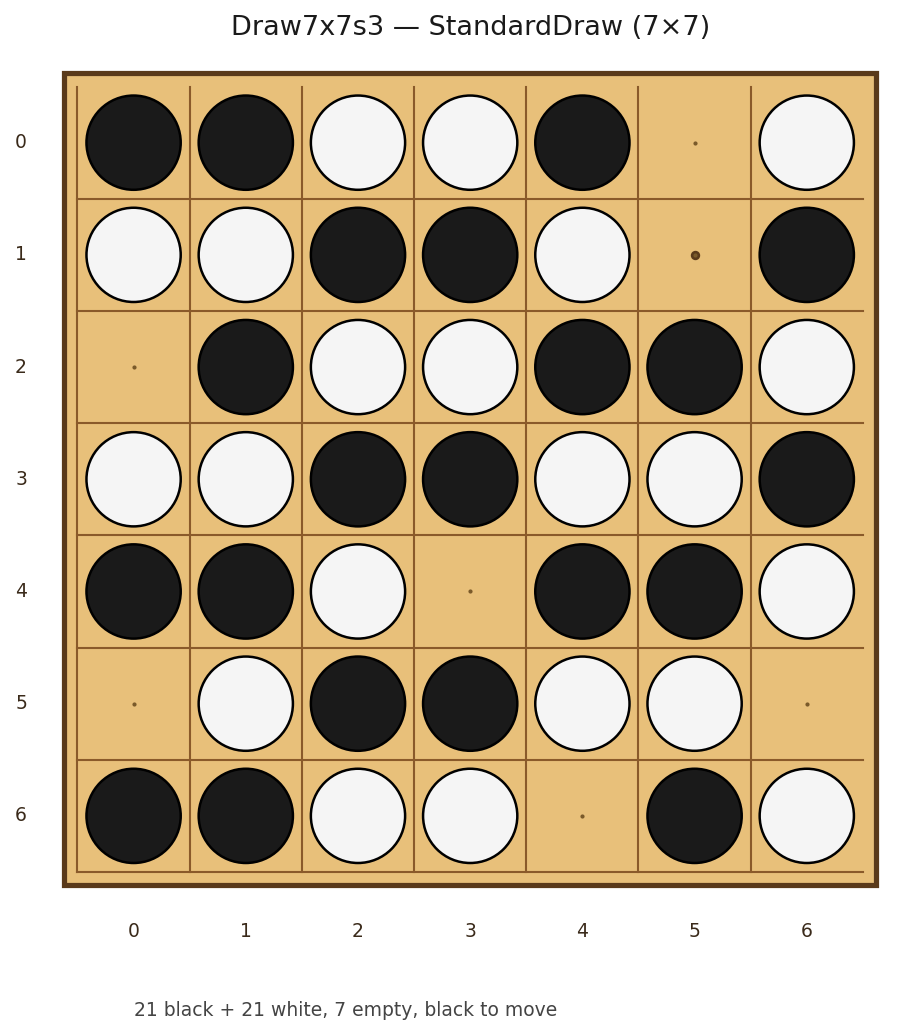 Draw7x7s3 — StandardDraw (7×7)
0
1
2
3
4
5
6
0 1 2 3 4 5 6
21 black + 21 white, 7 empty, black to move